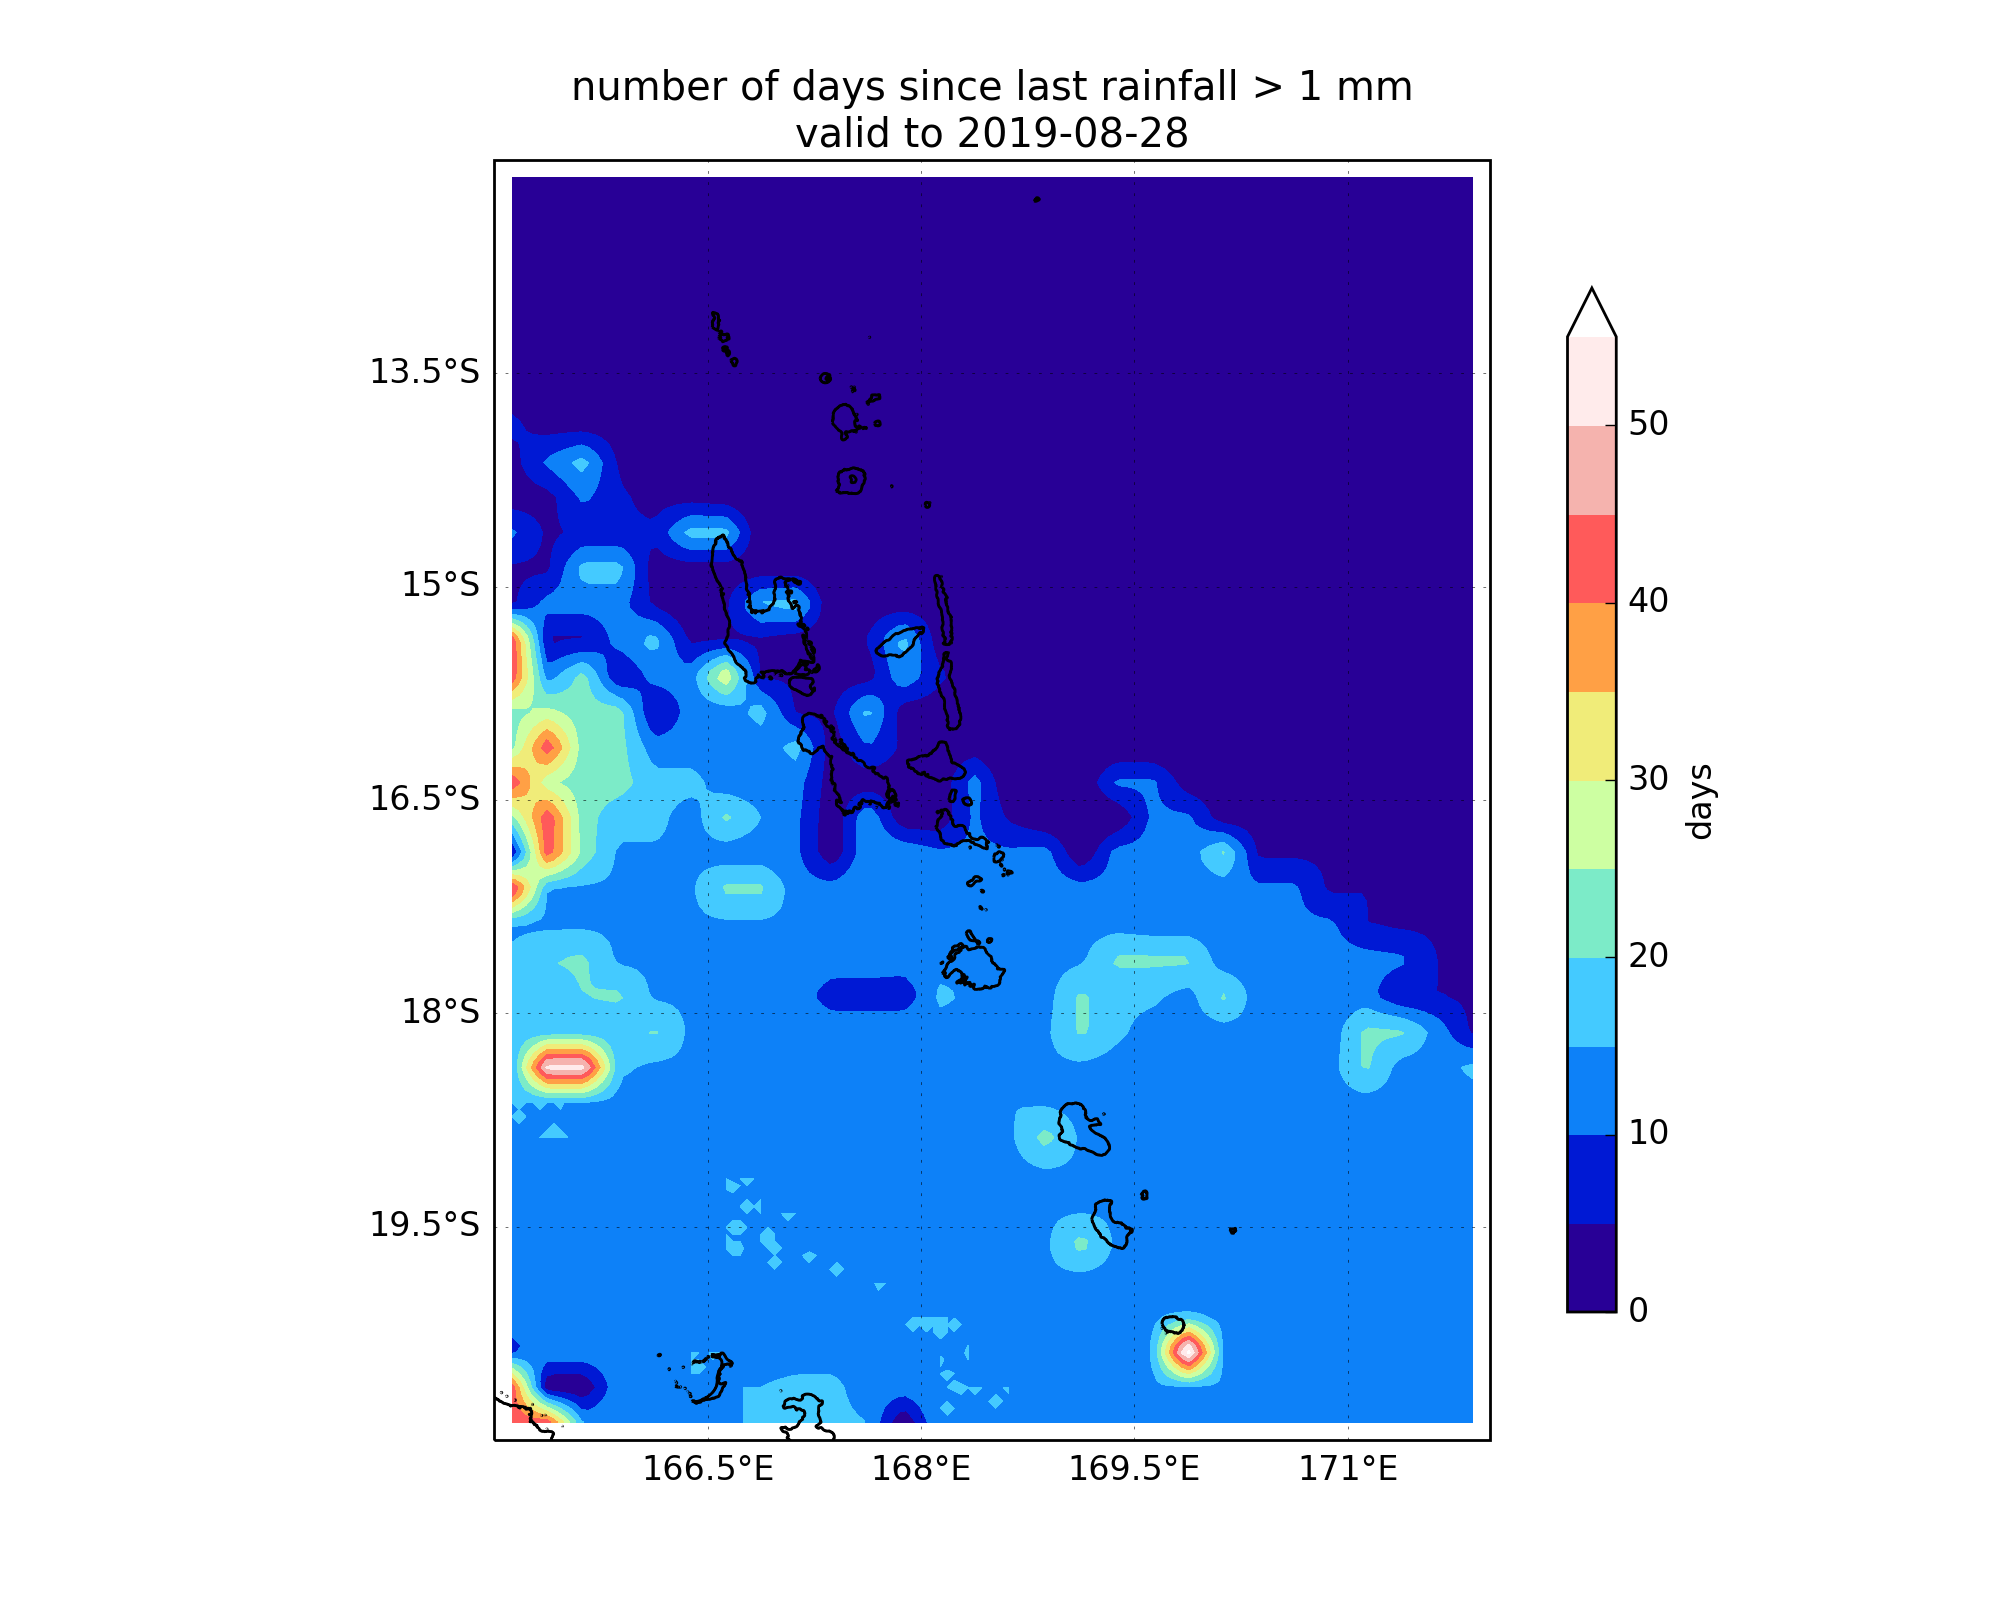 number of days since last rainfall > 1 mm
valid to 2019-08-28
13.5°S
15°S
16.5°S
18°S
19.5°S
166.5°E
168°E
169.5°E
171°E
50
40
30
20
10
0
days